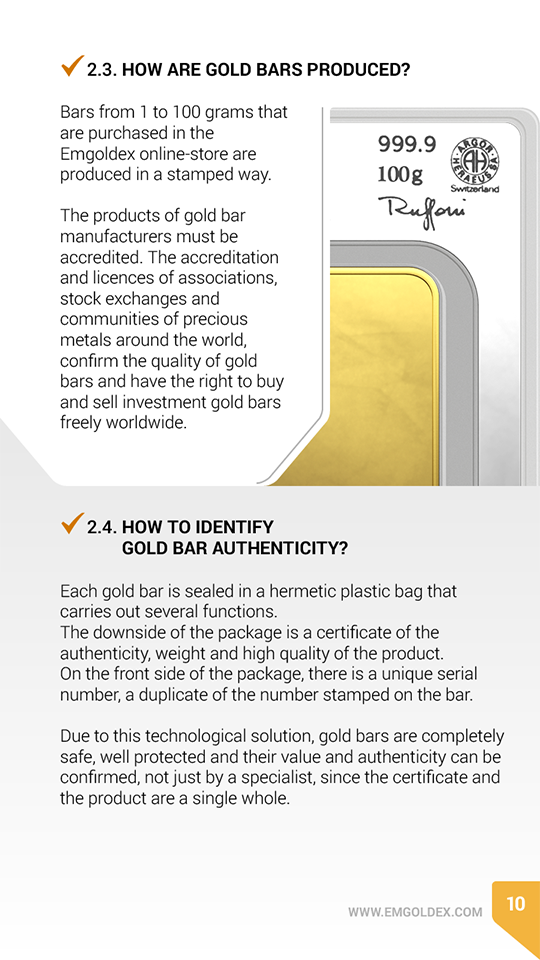 2.3. HOW ARE GOLD BARS PRODUCED?
Bars from 1 to 100 grams that
are purchased in the
Emgoldex online-store are
produced in a stamped way.
The products of gold bar
manufacturers must be
accredited. The accreditation
and licences of associations,
stock exchanges and
communities of precious
metals around the world,
confirm the quality of gold
bars and have the right to buy
and sell investment gold bars
freely worldwide.
999.9
100g
ARGOR
AH
HERAEUS SA
Switzerland
Ruffoni
2.4. HOW TO IDENTIFY
GOLD BAR AUTHENTICITY?
Each gold bar is sealed in a hermetic plastic bag that
carries out several functions.
The downside of the package is a certificate of the
authenticity, weight and high quality of the product.
On the front side of the package, there is a unique serial
number, a duplicate of the number stamped on the bar.
Due to this technological solution, gold bars are completely
safe, well protected and their value and authenticity can be
confirmed, not just by a specialist, since the certificate and
the product are a single whole.
WWW.EMGOLDEX.COM
10